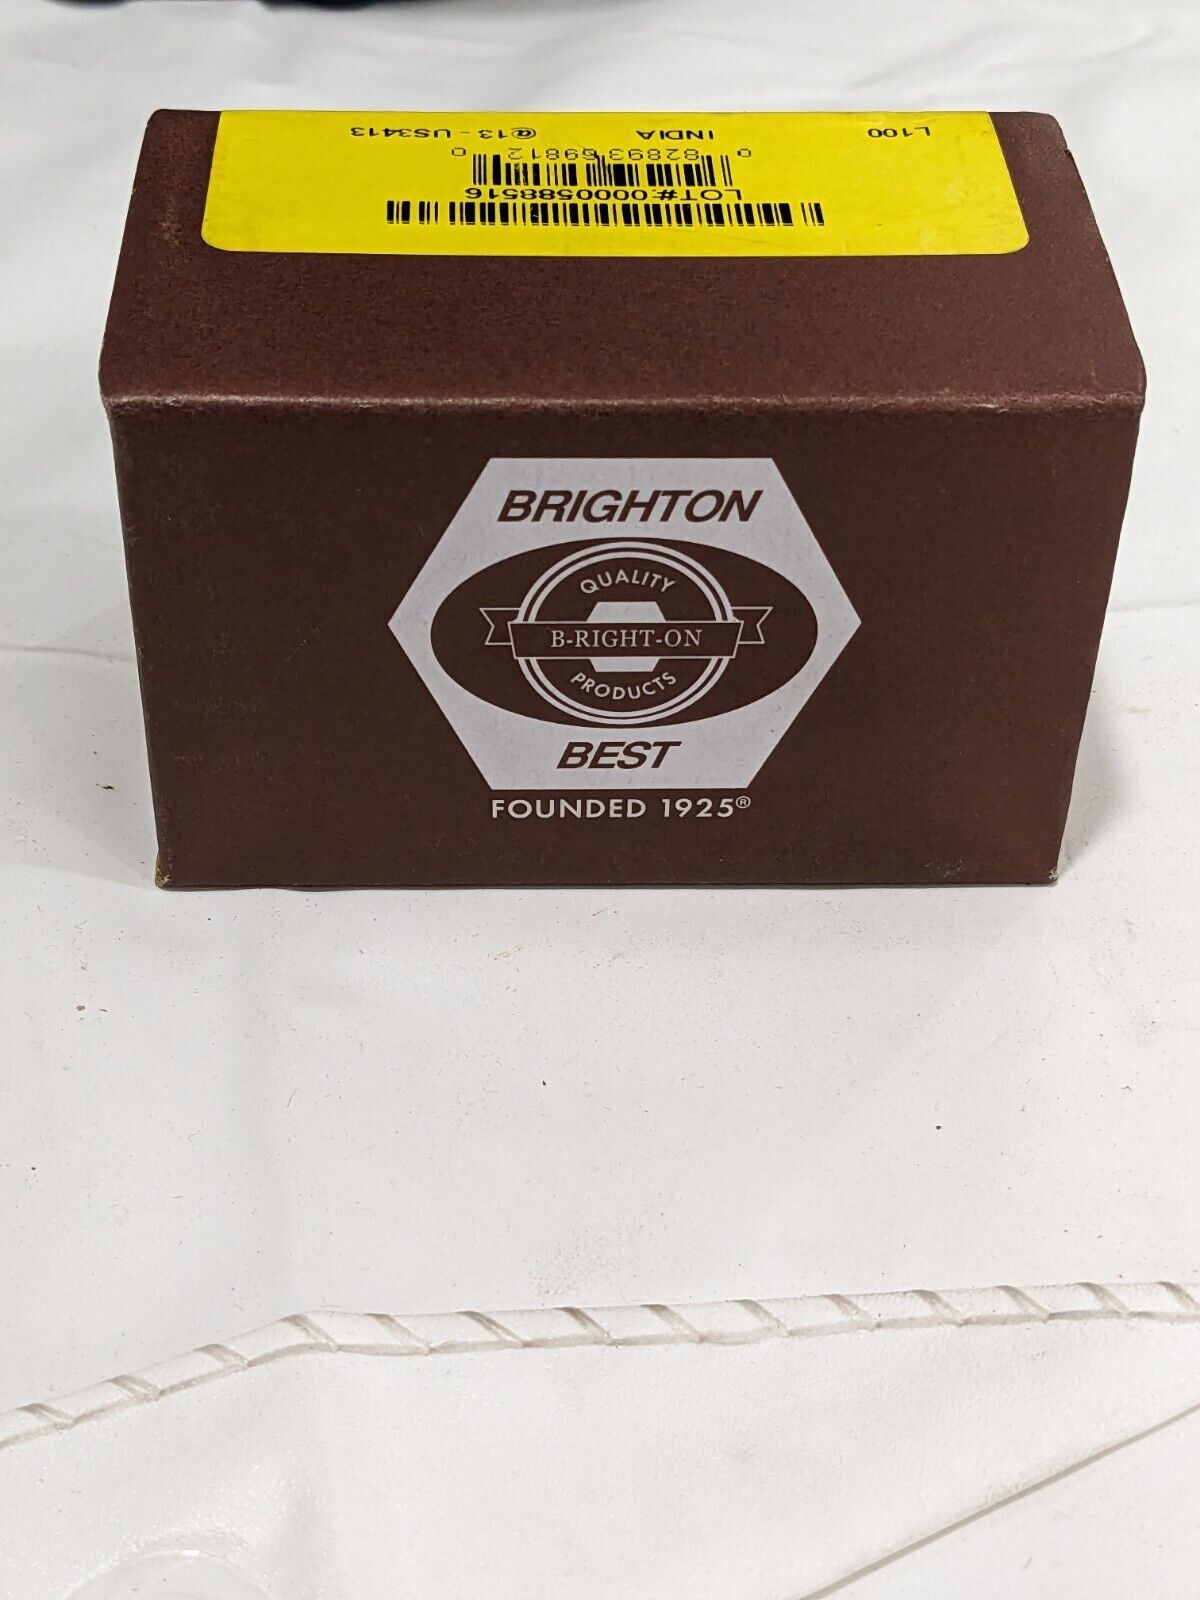 L100 INDIA @13 - US3413
0 82893 69812 0
LOT#:0000588516
BRIGHTON
QUALITY
B-RIGHT-ON
PRODUCTS
BEST
FOUNDED 1925®